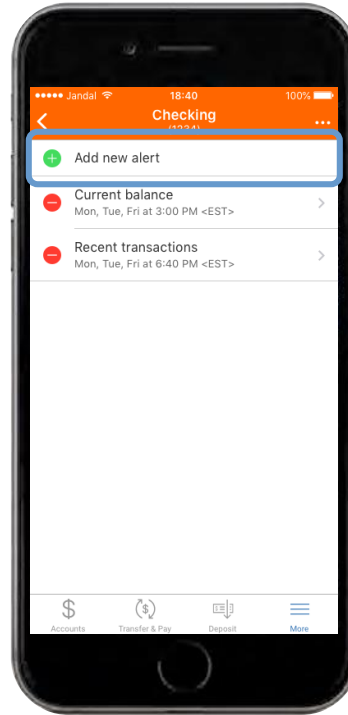 Jandal 18:40 100%
Checking
(1234)
Add new alert
Current balance
Mon, Tue, Fri at 3:00 PM <EST>
Recent transactions
Mon, Tue, Fri at 6:40 PM <EST>
Accounts Transfer & Pay Deposit More